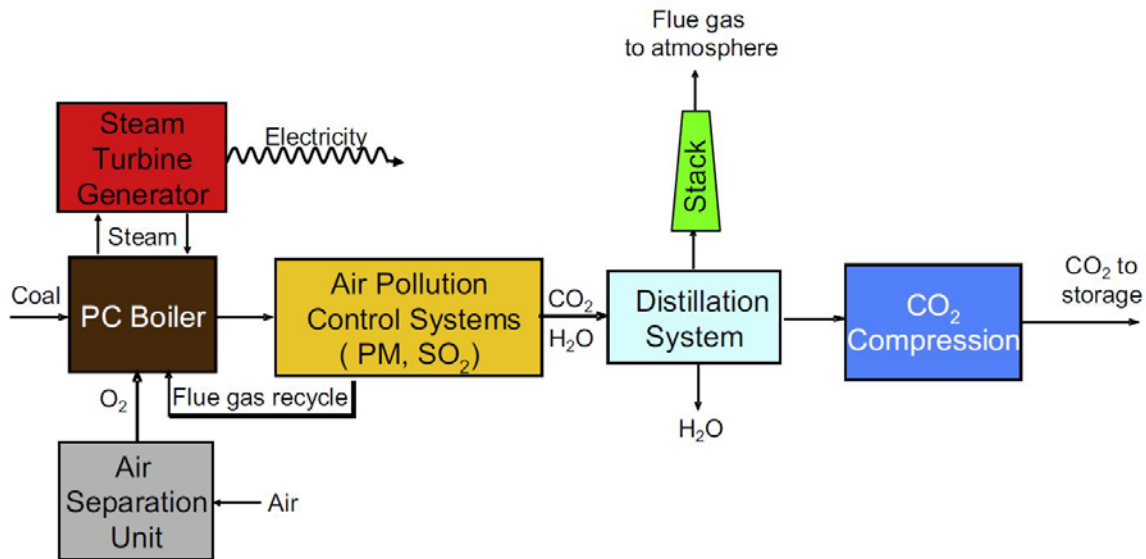 Flue gas
to atmosphere
Stack
Steam
Turbine
Generator
Electricity
Steam
Coal
PC Boiler
Air Pollution
Control Systems
( PM, SO₂)
CO₂
H₂O
Distillation
System
CO₂
Compression
CO₂ to
storage
O₂
Flue gas recycle
H₂O
Air
Separation
Unit
Air